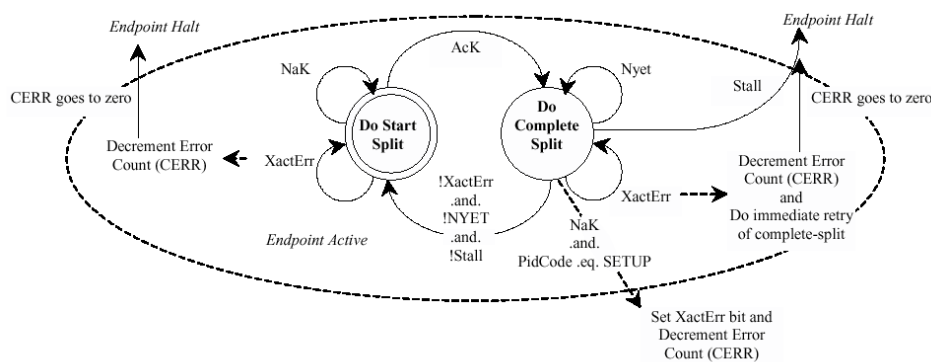 Endpoint Halt
Endpoint Halt
AcK
NaK
Nyet
Stall
CERR goes to zero
CERR goes to zero
Do Start
Split
Do
Complete
Split
Decrement Error
Count (CERR)
XactErr
XactErr
Decrement Error
Count (CERR)
and
Do immediate retry
of complete-split
!XactErr
.and.
!NYET
.and.
!Stall
Endpoint Active
NaK
.and.
PidCode .eq. SETUP
Set XactErr bit and
Decrement Error
Count (CERR)